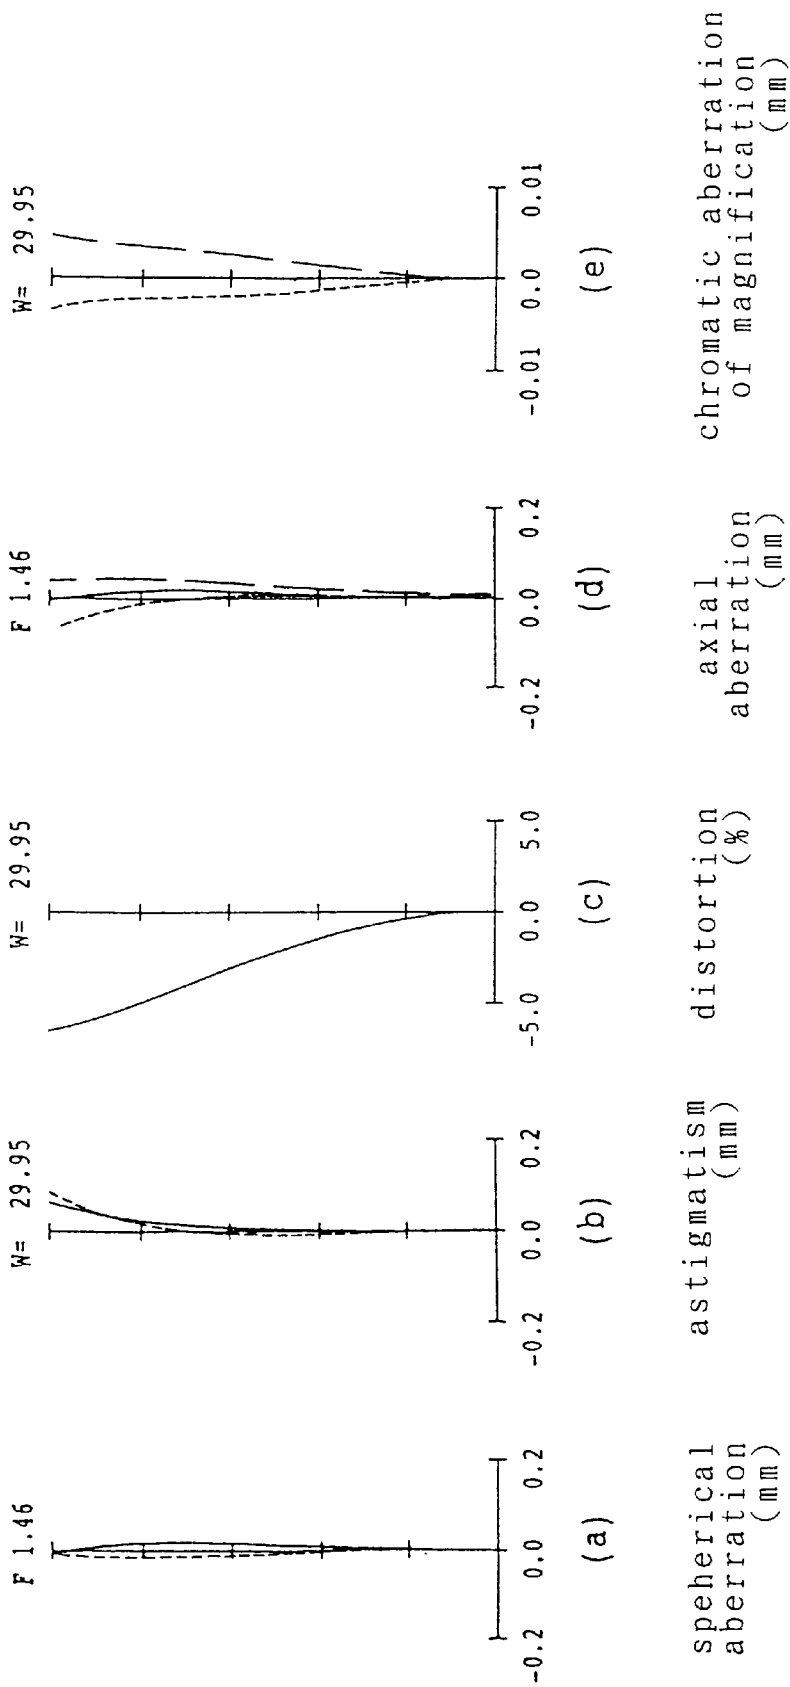 F 1.46
-0.2 0.0 0.2
(a)
speherical
aberration
(mm)
W= 29.95
-0.2 0.0 0.2
(b)
astigmatism
(mm)
W= 29.95
-5.0 0.0 5.0
(c)
distortion
(%)
F 1.46
-0.2 0.0 0.2
(d)
axial
aberration
(mm)
W= 29.95
-0.01 0.0 0.01
(e)
chromatic aberration
of magnification
(mm)